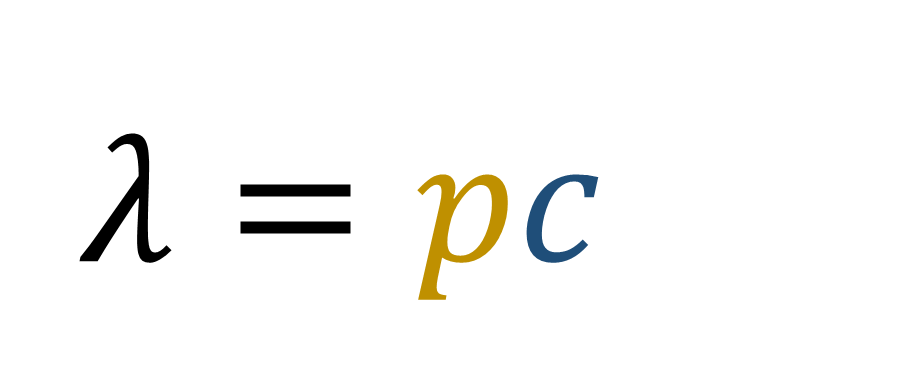 λ = pc